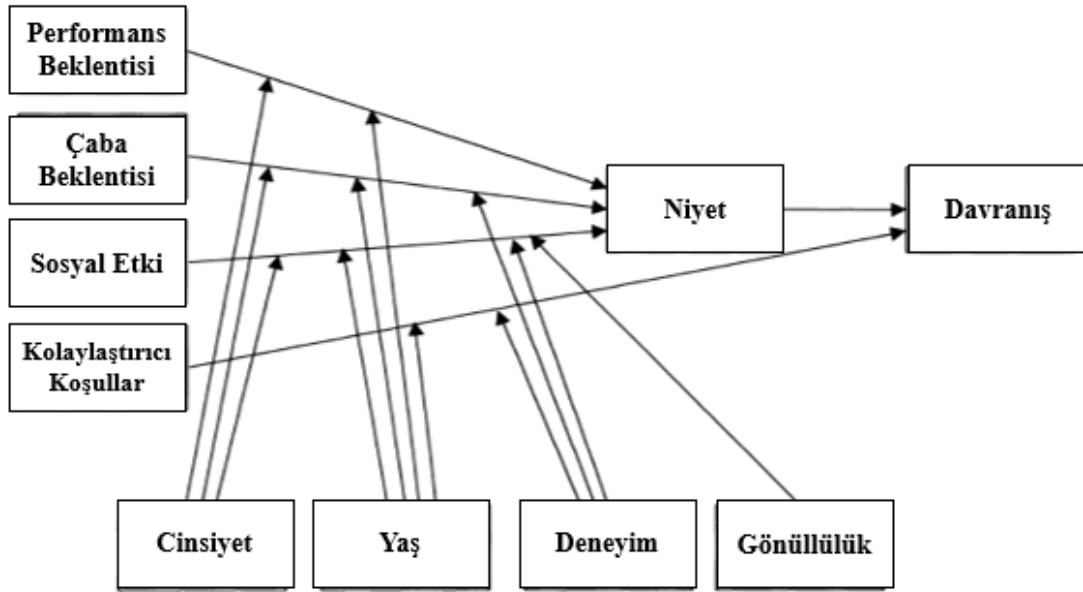 Performans
Beklentisi
Çaba
Beklentisi
Sosyal Etki
Kolaylaştırıcı
Koşullar
Niyet
Davranış
Cinsiyet
Yaş
Deneyim
Gönüllülük